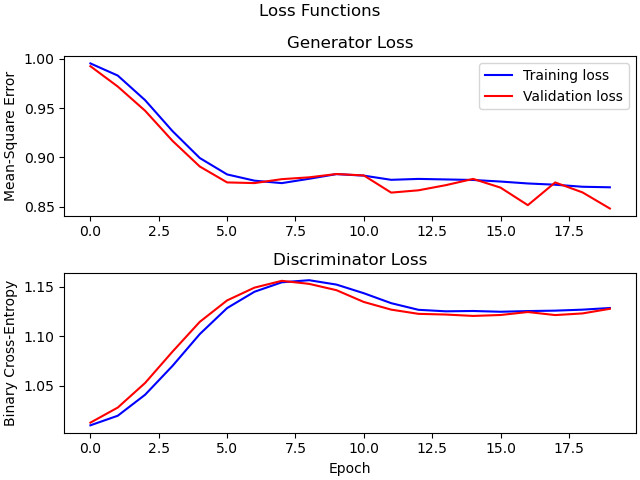 Loss Functions
Generator Loss
Mean-Square Error
1.00
0.95
0.90
0.85
Training loss
Validation loss
0.0 2.5 5.0 7.5 10.0 12.5 15.0 17.5
Discriminator Loss
Binary Cross-Entropy
1.15
1.10
1.05
0.0 2.5 5.0 7.5 10.0 12.5 15.0 17.5
Epoch